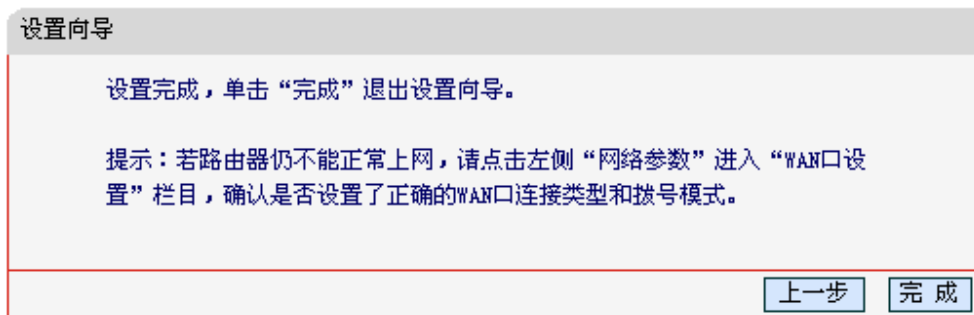 设置向导
设置完成，单击“完成”退出设置向导。
提示：若路由器仍不能正常上网，请点击左侧“网络参数”进入“WAN口设
置”栏目，确认是否设置了正确的WAN口连接类型和拨号模式。
上一步 完 成